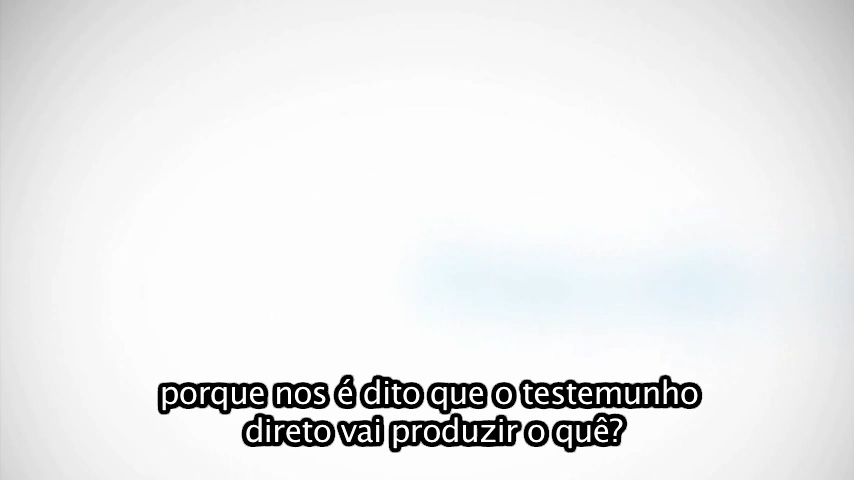 porque nos é dito que o testemunho
direto vai produzir o quê?